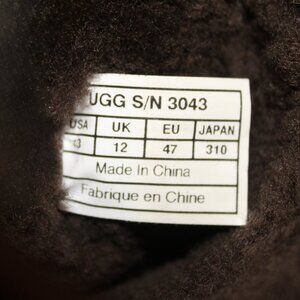 UGG S/N 3043
USA UK EU JAPAN
12 47 310
Made In China
Fabrique en Chine